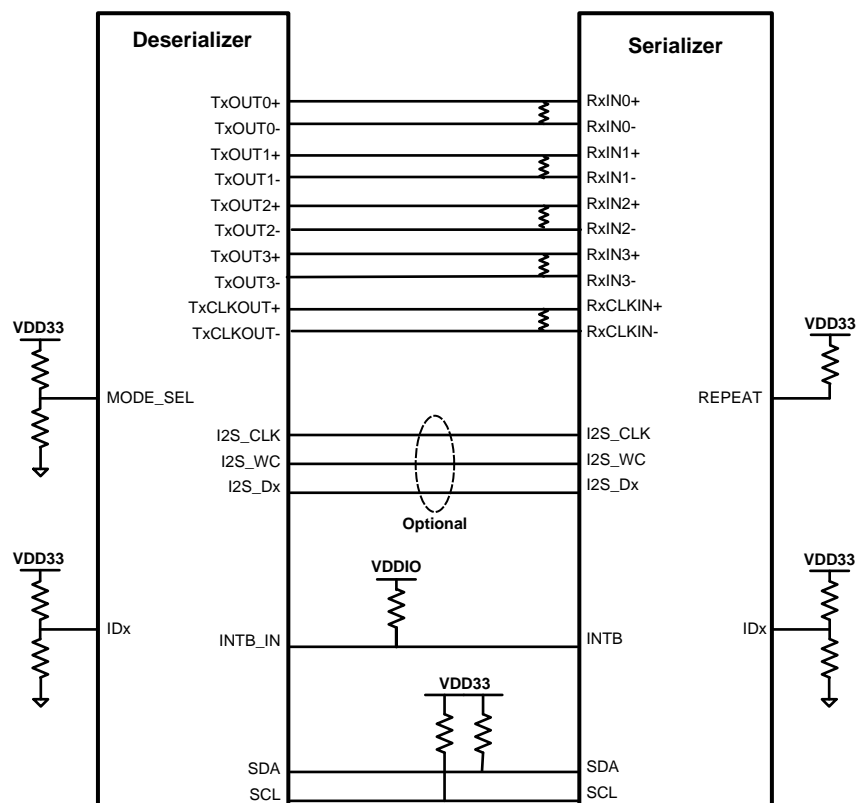 Deserializer
Serializer
TxOUT0+
RxIN0+
TxOUT0-
RxIN0-
TxOUT1+
RxIN1+
TxOUT1-
RxIN1-
TxOUT2+
RxIN2+
TxOUT2-
RxIN2-
TxOUT3+
RxIN3+
TxOUT3-
RxIN3-
TxCLKOUT+
RxCLKIN+
TxCLKOUT-
RxCLKIN-
VDD33
VDD33
MODE_SEL
REPEAT
I2S_CLK
I2S_CLK
I2S_WC
I2S_WC
I2S_Dx
I2S_Dx
Optional
VDD33
VDDIO
VDD33
IDx
IDx
INTB_IN
INTB
VDD33
SDA
SDA
SCL
SCL